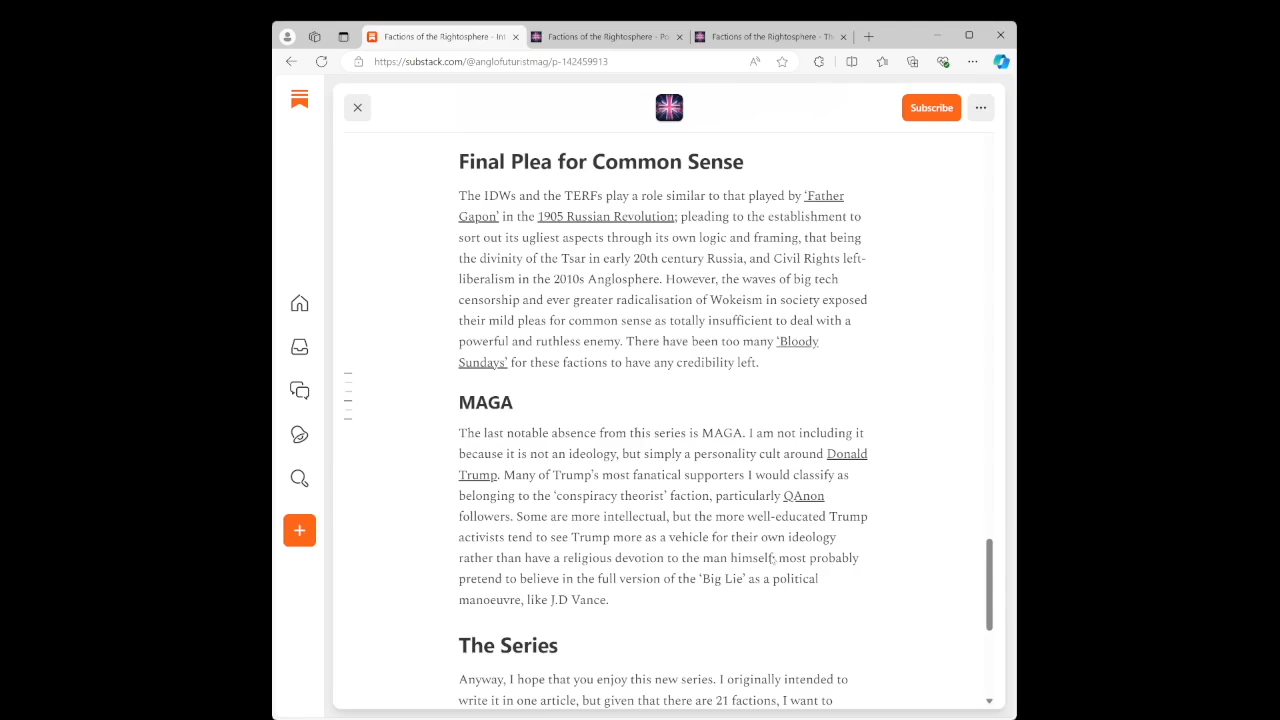 Factions of the Rightosphere - Int
Factions of the Rightosphere - Po
Factions of the Rightosphere - Th
https://substack.com/@anglofuturistmag/p-142459913
Subscribe
Final Plea for Common Sense
The IDWs and the TERFs play a role similar to that played by ‘Father
Gapon’ in the 1905 Russian Revolution; pleading to the establishment to
sort out its ugliest aspects through its own logic and framing, that being
the divinity of the Tsar in early 20th century Russia, and Civil Rights left-
liberalism in the 2010s Anglosphere. However, the waves of big tech
censorship and ever greater radicalisation of Wokeism in society exposed
their mild pleas for common sense as totally insufficient to deal with a
powerful and ruthless enemy. There have been too many ‘Bloody
Sundays’ for these factions to have any credibility left.
MAGA
The last notable absence from this series is MAGA. I am not including it
because it is not an ideology, but simply a personality cult around Donald
Trump. Many of Trump’s most fanatical supporters I would classify as
belonging to the ‘conspiracy theorist’ faction, particularly QAnon
followers. Some are more intellectual, but the more well-educated Trump
activists tend to see Trump more as a vehicle for their own ideology
rather than have a religious devotion to the man himself; most probably
pretend to believe in the full version of the ‘Big Lie’ as a political
manoeuvre, like J.D Vance.
The Series
Anyway, I hope that you enjoy this new series. I originally intended to
write it in one article, but given that there are 21 factions, I want to